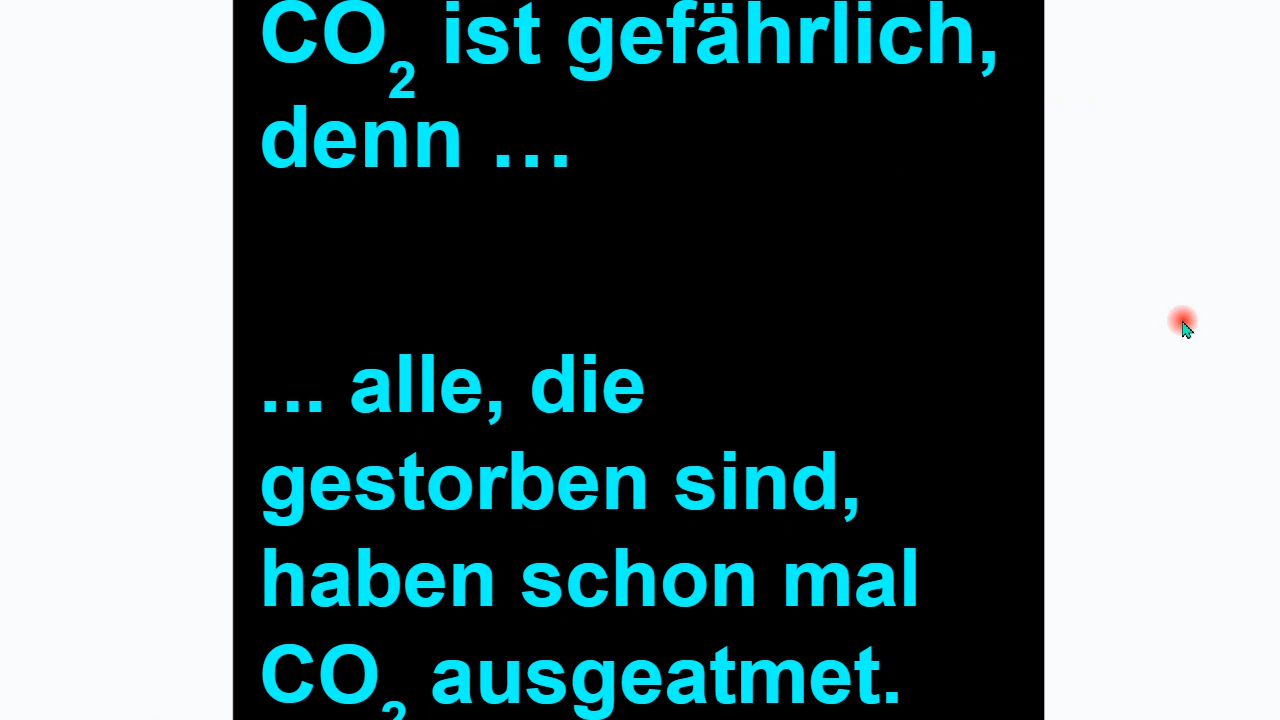 CO₂ ist gefährlich,
denn …
... alle, die
gestorben sind,
haben schon mal
CO₂ ausgeatmet.